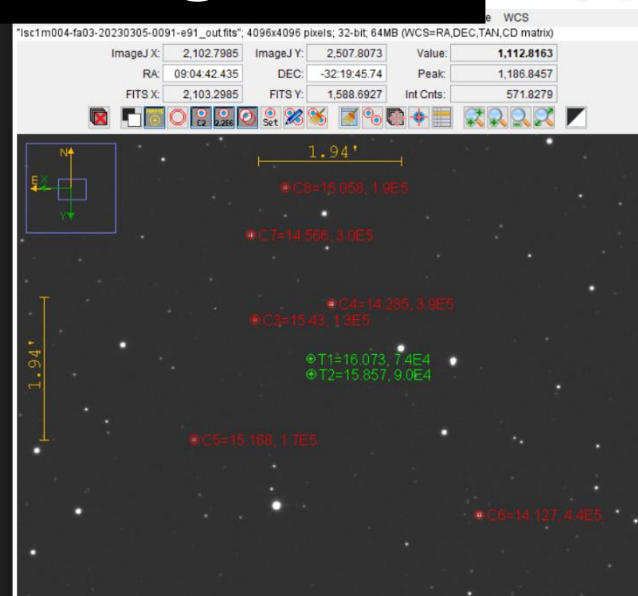 e WCS
"lsc1m004-fa03-20230305-0091-e91_out.fits"; 4096x4096 pixels; 32-bit; 64MB (WCS=RA,DEC,TAN,CD matrix)
ImageJ X: 2,102.7985 ImageJ Y: 2,507.8073 Value: 1,112.8163
RA: 09:04:42.435 DEC: -32:19:45.74 Peak: 1,186.8457
FITS X: 2,103.2985 FITS Y: 1,588.6927 Int Cnts: 571.8279
C2 2.2E6 Set
1.94'
N
E X
Y
C8=15.058, 1.9E5
C7=14.566, 3.0E5
C4=14.285, 3.9E5
C3=15.43, 1.3E5
1.94'
T1=16.073, 7.4E4
T2=15.857, 9.0E4
C5=15.168, 1.7E5
C6=14.127, 4.4E5